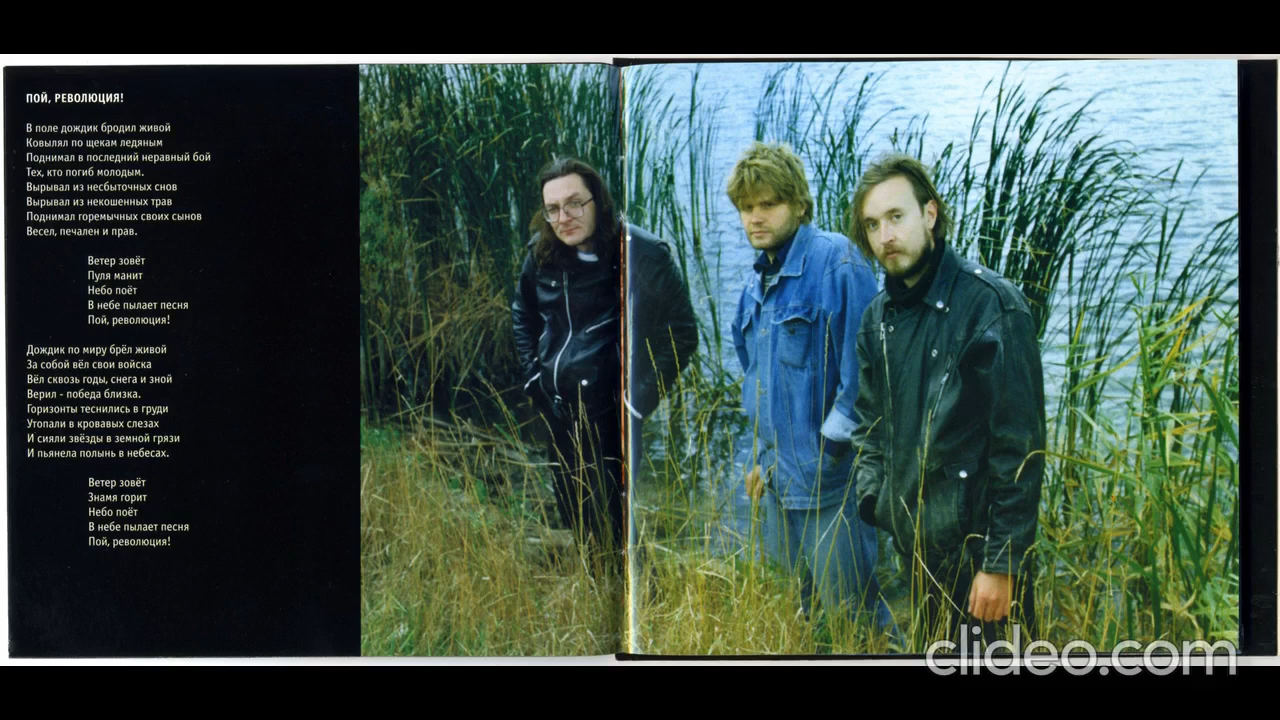 ПОЙ, РЕВОЛЮЦИЯ!
В поле дождик бродил живой
Ковылял по щекам ледяным
Поднимал в последний неравный бой
Тех, кто погиб молодым.
Вырывал из несбыточных снов
Вырывал из некошенных трав
Поднимал горемычных своих сынов
Весел, печален и прав.
Ветер зовёт
Пуля манит
Небо поёт
В небе пылает песня
Пой, революция!
Дождик по миру брёл живой
За собой вёл свои войска
Вёл сквозь годы, снега и зной
Верил - победа близка.
Горизонты теснились в груди
Утопали в кровавых слезах
И сияли звёзды в земной грязи
И пьянела полынь в небесах.
Ветер зовёт
Знамя горит
Небо поёт
В небе пылает песня
Пой, революция!
clideo.com